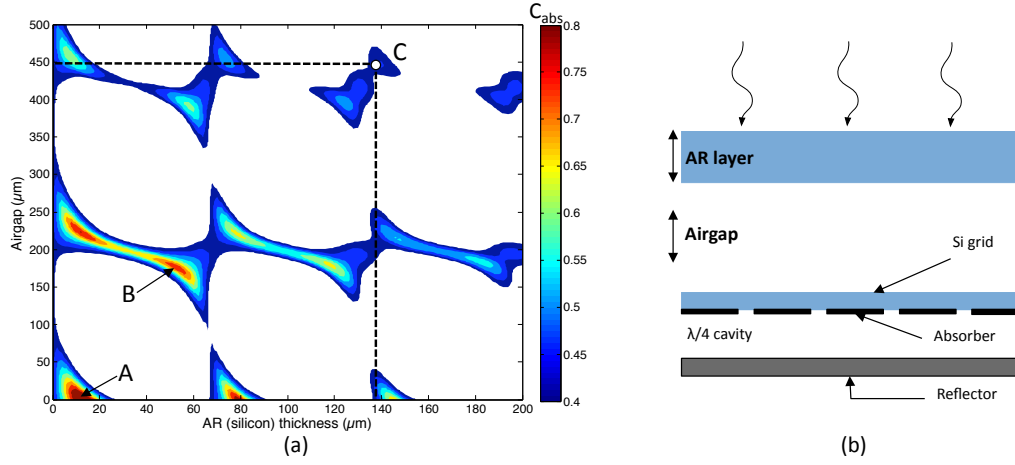 C_abs
500
450
400
350
300
250
200
150
100
50
0
Airgap (μm)
C
B
A
0 20 40 60 80 100 120 140 160 180 200
AR (silicon) thickness (μm)
0.8
0.75
0.7
0.65
0.6
0.55
0.5
0.45
0.4
(a)
AR layer
Airgap
Si grid
λ/4 cavity
Absorber
Reflector
(b)